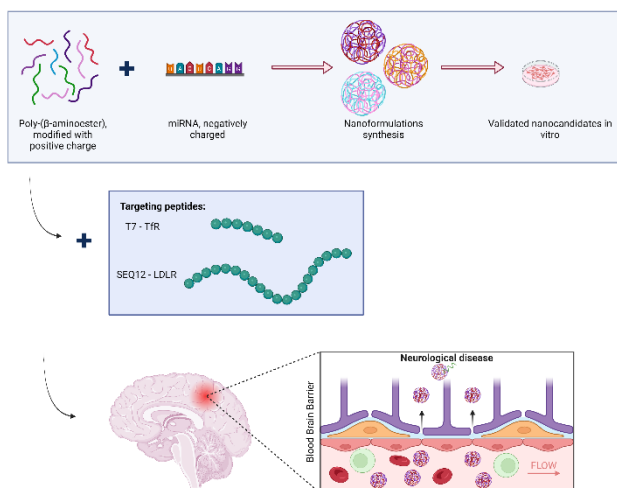 Poly-(β-aminoester),
modified with
positive charge
miRNA, negatively
charged
Nanoformulations
synthesis
Validated nanocandidates in
vitro
Targeting peptides:
T7 - TfR
SEQ12 - LDLR
Neurological disease
Blood Brain Barrier
FLOW